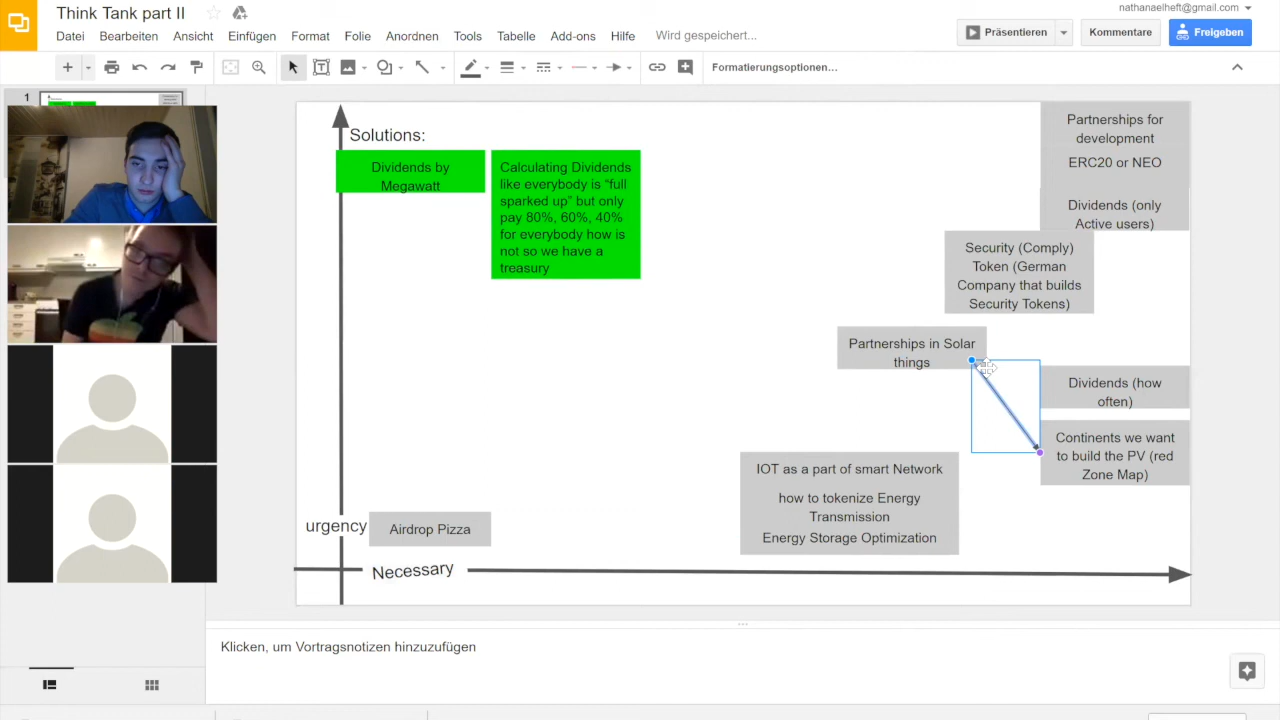 Think Tank part II
nathanaelheft@gmail.com
Datei Bearbeiten Ansicht Einfügen Format Folie Anordnen Tools Tabelle Add-ons Hilfe Wird gespeichert...
Präsentieren Kommentare Freigeben
Formatierungsoptionen...
1
Solutions:
Dividends by
Megawatt
Calculating Dividends
like everybody is "full
sparked up" but only
pay 80%, 60%, 40%
for everybody how is
not so we have a
treasury
Partnerships for
development
ERC20 or NEO
Dividends (only
Active users)
Security (Comply)
Token (German
Company that builds
Security Tokens)
Partnerships in Solar
things
Dividends (how
often)
Continents we want
to build the PV (red
Zone Map)
IOT as a part of smart Network
how to tokenize Energy
Transmission
Energy Storage Optimization
urgency
Airdrop Pizza
Necessary
Klicken, um Vortragsnotizen hinzuzufügen